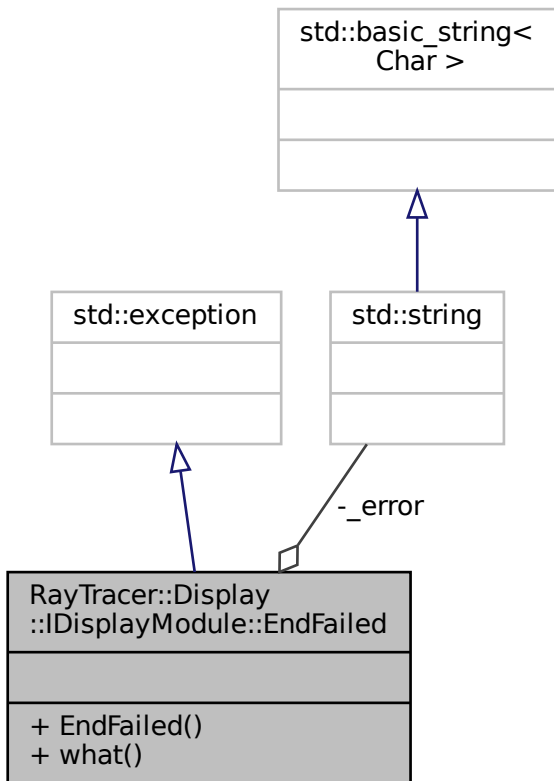 std::basic_string<
Char >
std::exception
std::string
-_error
RayTracer::Display
::IDisplayModule::EndFailed
+ EndFailed()
+ what()